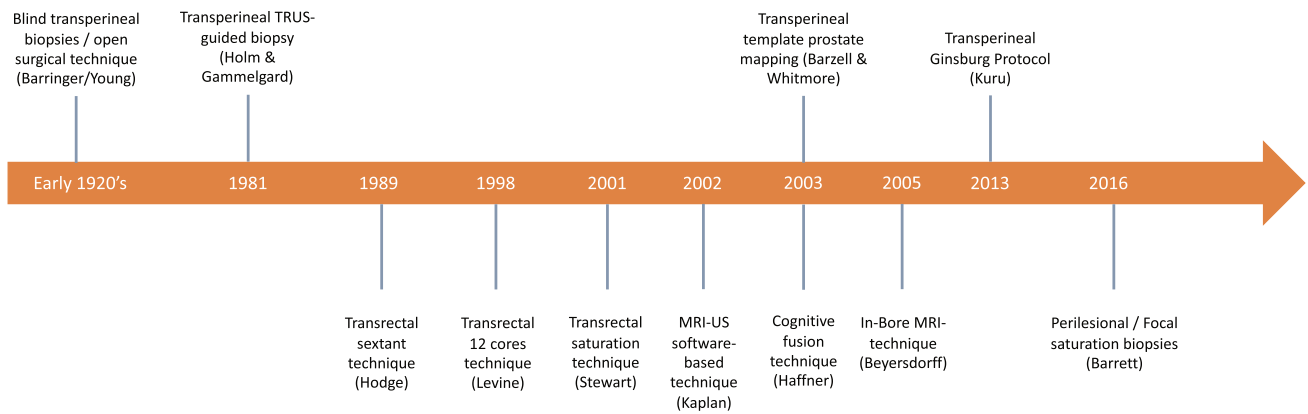 Blind transperineal
biopsies / open
surgical technique
(Barringer/Young)
Transperineal TRUS-
guided biopsy
(Holm &
Gammelgard)
Transperineal
template prostate
mapping (Barzell &
Whitmore)
Transperineal
Ginsburg Protocol
(Kuru)
Early 1920’s
1981
1989
1998
2001
2002
2003
2005
2013
2016
Transrectal
sextant
technique
(Hodge)
Transrectal
12 cores
technique
(Levine)
Transrectal
saturation
technique
(Stewart)
MRI-US
software-
based
technique
(Kaplan)
Cognitive
fusion
technique
(Haffner)
In-Bore MRI-
technique
(Beyersdorff)
Perilesional / Focal
saturation biopsies
(Barrett)